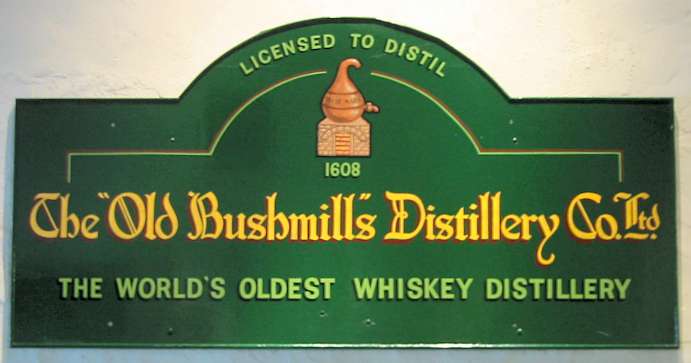 LICENSED TO DISTIL
1608
The "Old Bushmills" Distillery Co. Ltd.
THE WORLD'S OLDEST WHISKEY DISTILLERY